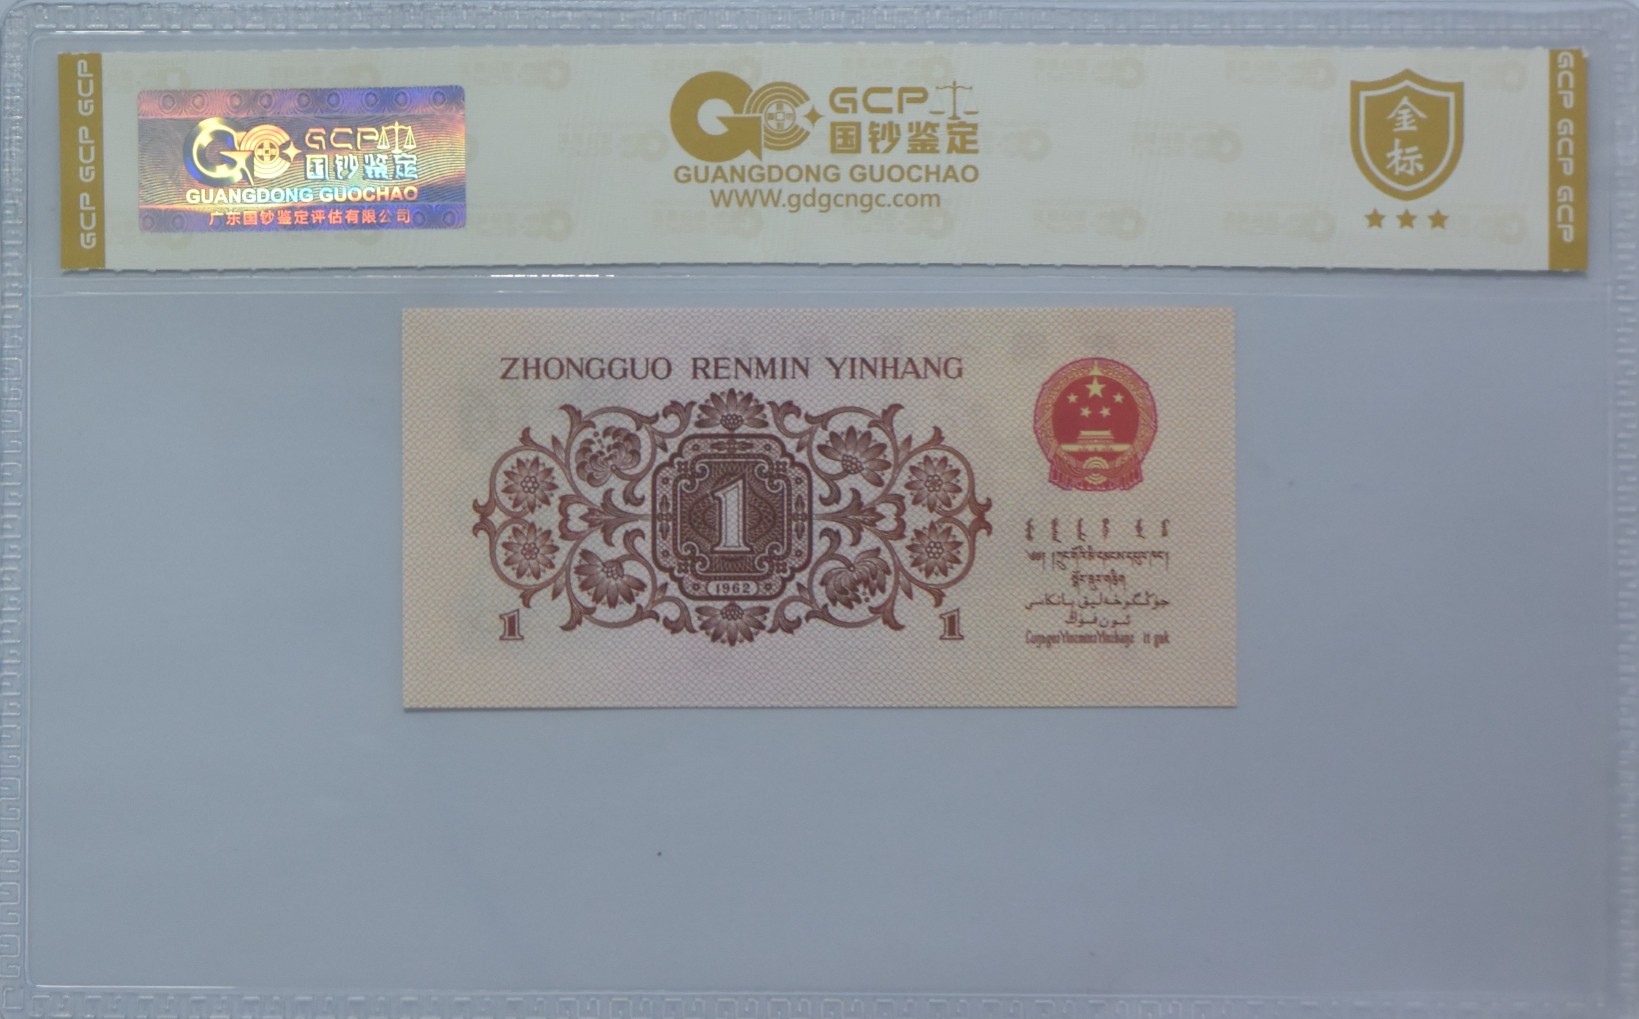 GCP GCP GCP
GCP
国钞鉴定
GUANGDONG GUOCHAO
广东国钞鉴定评估有限公司
GCP
国钞鉴定
GUANGDONG GUOCHAO
www.gdgcngc.com
金标
GCP GCP GCP
ZHONGGUO RENMIN YINHANG
1
1962
1 1